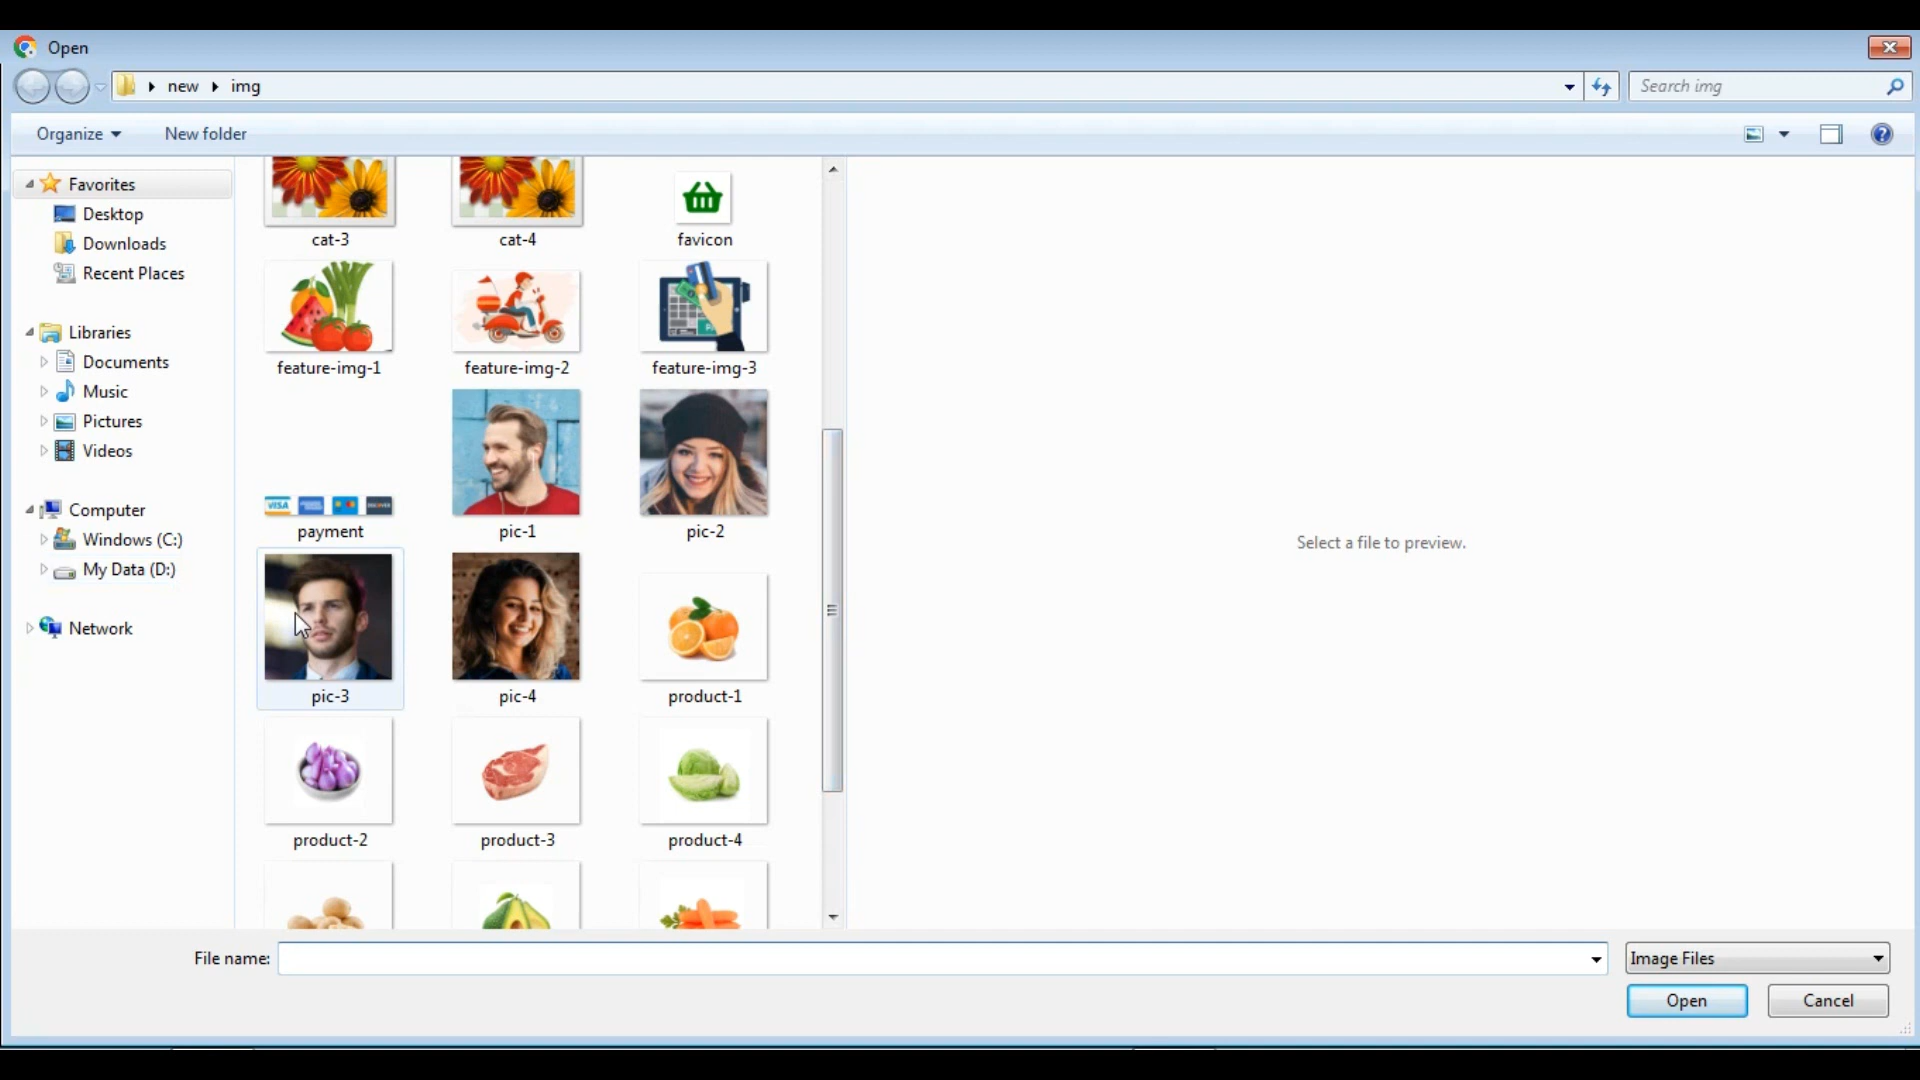 Open
new
img
Search img
Organize
New folder
Favorites
Desktop
Downloads
Recent Places
Libraries
Documents
Music
Pictures
Videos
Computer
Windows (C:)
My Data (D:)
Network
cat-3
cat-4
favicon
feature-img-1
feature-img-2
feature-img-3
VISA
payment
pic-1
pic-2
pic-3
pic-4
product-1
product-2
product-3
product-4
Select a file to preview.
File name:
Image Files
Open
Cancel